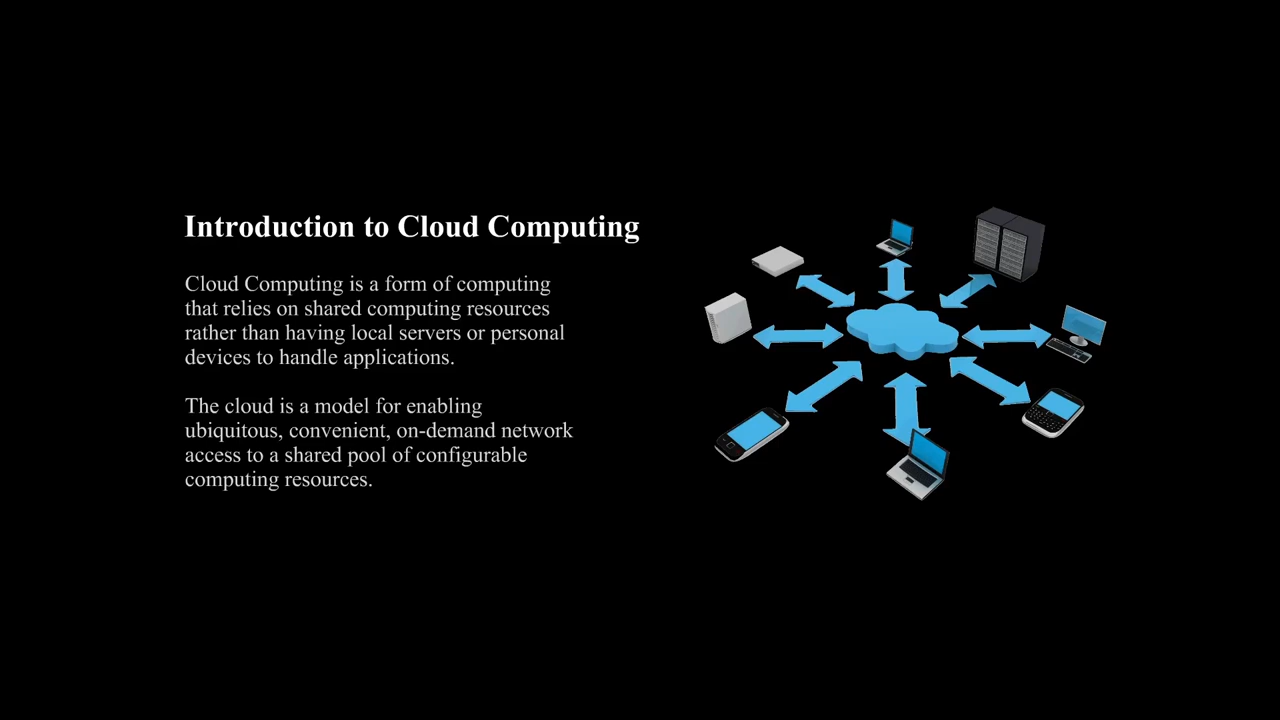 Introduction to Cloud Computing
Cloud Computing is a form of computing
that relies on shared computing resources
rather than having local servers or personal
devices to handle applications.
The cloud is a model for enabling
ubiquitous, convenient, on-demand network
access to a shared pool of configurable
computing resources.